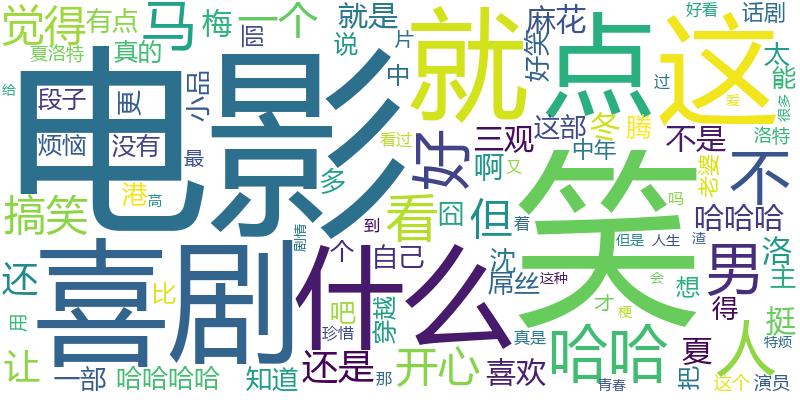 觉得
有点
马
梅
一个
就是
麻花
话剧
夏洛特
真的
圆
说
片
好笑
好看
太
能
给
段子
更
小品
中
就
点
这
过
爱
很多
烦恼
没有
最
电影
看过
好
三观
这部
冬
腾
不是
洛特
港
高
多
啊
又
中年
老婆
不
搞笑
看
囧
但
笑
哈哈哈
吗
还
喜剧
剧情
到
着
沈
但是
人生
渣
洛
个
自己
什么
屌丝
这种
会
男
主
用
比
吧
穿越
才
梗
想
得
挺
让
珍惜
真是
哈哈
夏
人
特烦
一部
哈哈哈哈
知道
还是
那
开心
喜欢
青春
把
这个
演员